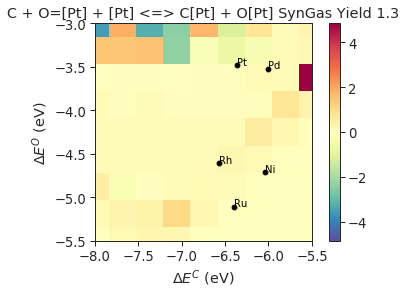 C + O=[Pt] + [Pt] <=> C[Pt] + O[Pt] SynGas Yield 1.3
−3.0
−3.5
−4.0
−4.5
−5.0
−5.5
ΔE^O (eV)
Pt
Pd
Rh
Ni
Ru
−8.0 −7.5 −7.0 −6.5 −6.0 −5.5
ΔE^C (eV)
4
2
0
−2
−4